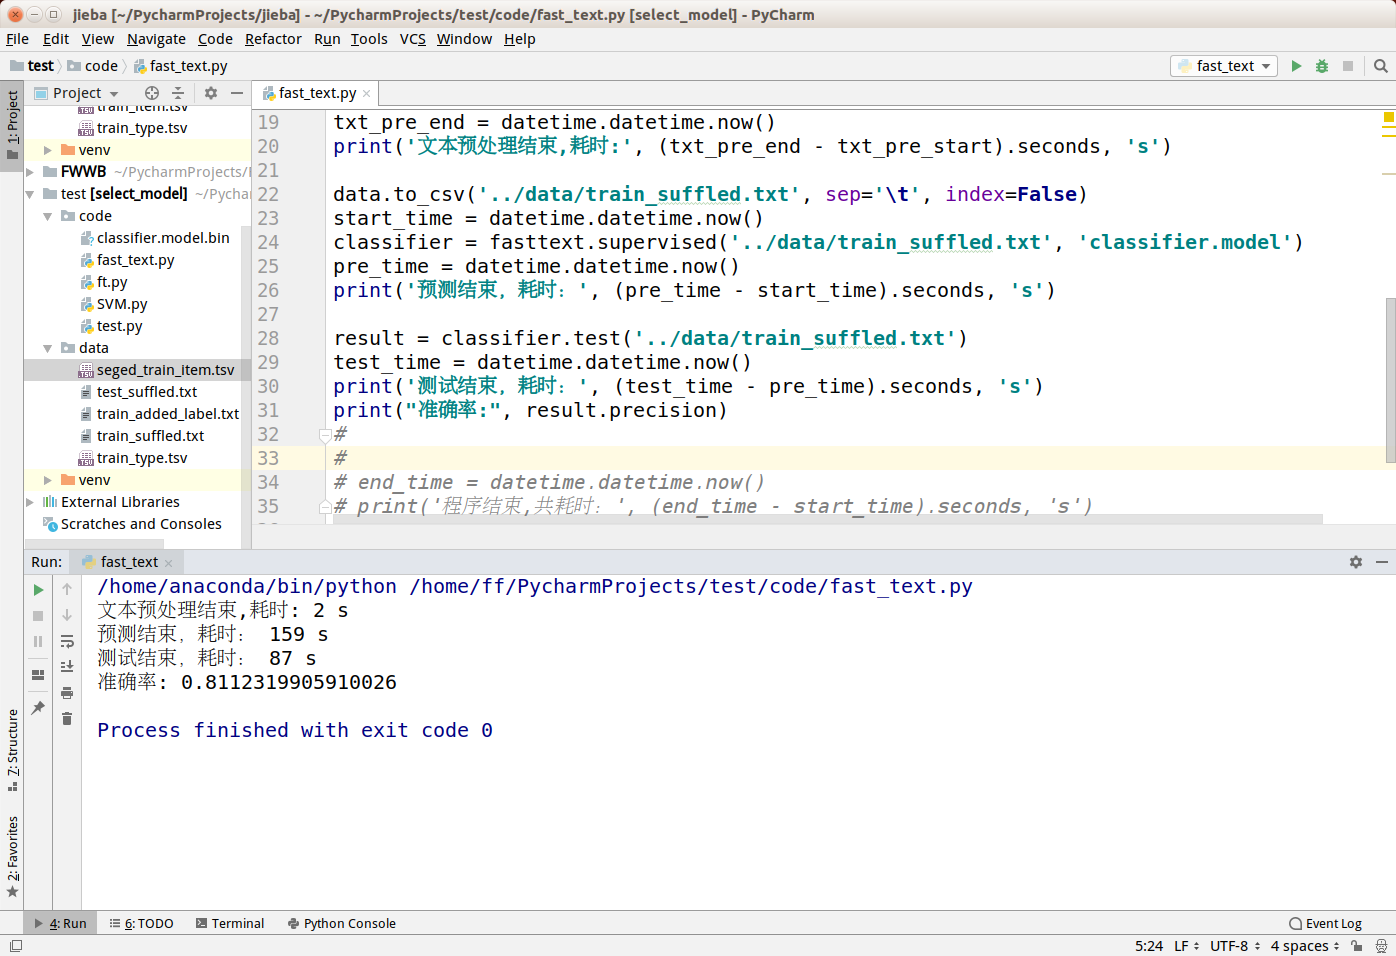 jieba [~/PycharmProjects/jieba] - ~/PycharmProjects/test/code/fast_text.py [select_model] - PyCharm
File Edit View Navigate Code Refactor Run Tools VCS Window Help
test code fast_text.py fast_text
1: Project
Project
train_item.tsv
train_type.tsv
venv
FWWB ~/PycharmProjects/
test [select_model] ~/Pychar
code
classifier.model.bin
fast_text.py
ft.py
SVM.py
test.py
data
seged_train_item.tsv
test_suffled.txt
train_added_label.txt
train_suffled.txt
train_type.tsv
venv
External Libraries
Scratches and Consoles
fast_text.py
19 txt_pre_end = datetime.datetime.now()
20 print('文本预处理结束,耗时:', (txt_pre_end - txt_pre_start).seconds, 's')
21
22 data.to_csv('../data/train_suffled.txt', sep='\t', index=False)
23 start_time = datetime.datetime.now()
24 classifier = fasttext.supervised('../data/train_suffled.txt', 'classifier.model')
25 pre_time = datetime.datetime.now()
26 print('预测结束，耗时：', (pre_time - start_time).seconds, 's')
27
28 result = classifier.test('../data/train_suffled.txt')
29 test_time = datetime.datetime.now()
30 print('测试结束，耗时：', (test_time - pre_time).seconds, 's')
31 print("准确率:", result.precision)
32 #
33 #
34 # end_time = datetime.datetime.now()
35 # print('程序结束,共耗时：', (end_time - start_time).seconds, 's')
Run: fast_text
/home/anaconda/bin/python /home/ff/PycharmProjects/test/code/fast_text.py
文本预处理结束,耗时: 2 s
预测结束，耗时： 159 s
测试结束，耗时： 87 s
准确率: 0.8112319905910026
Process finished with exit code 0
7: Structure
2: Favorites
4: Run 6: TODO Terminal Python Console Event Log
5:24 LF UTF-8 4 spaces